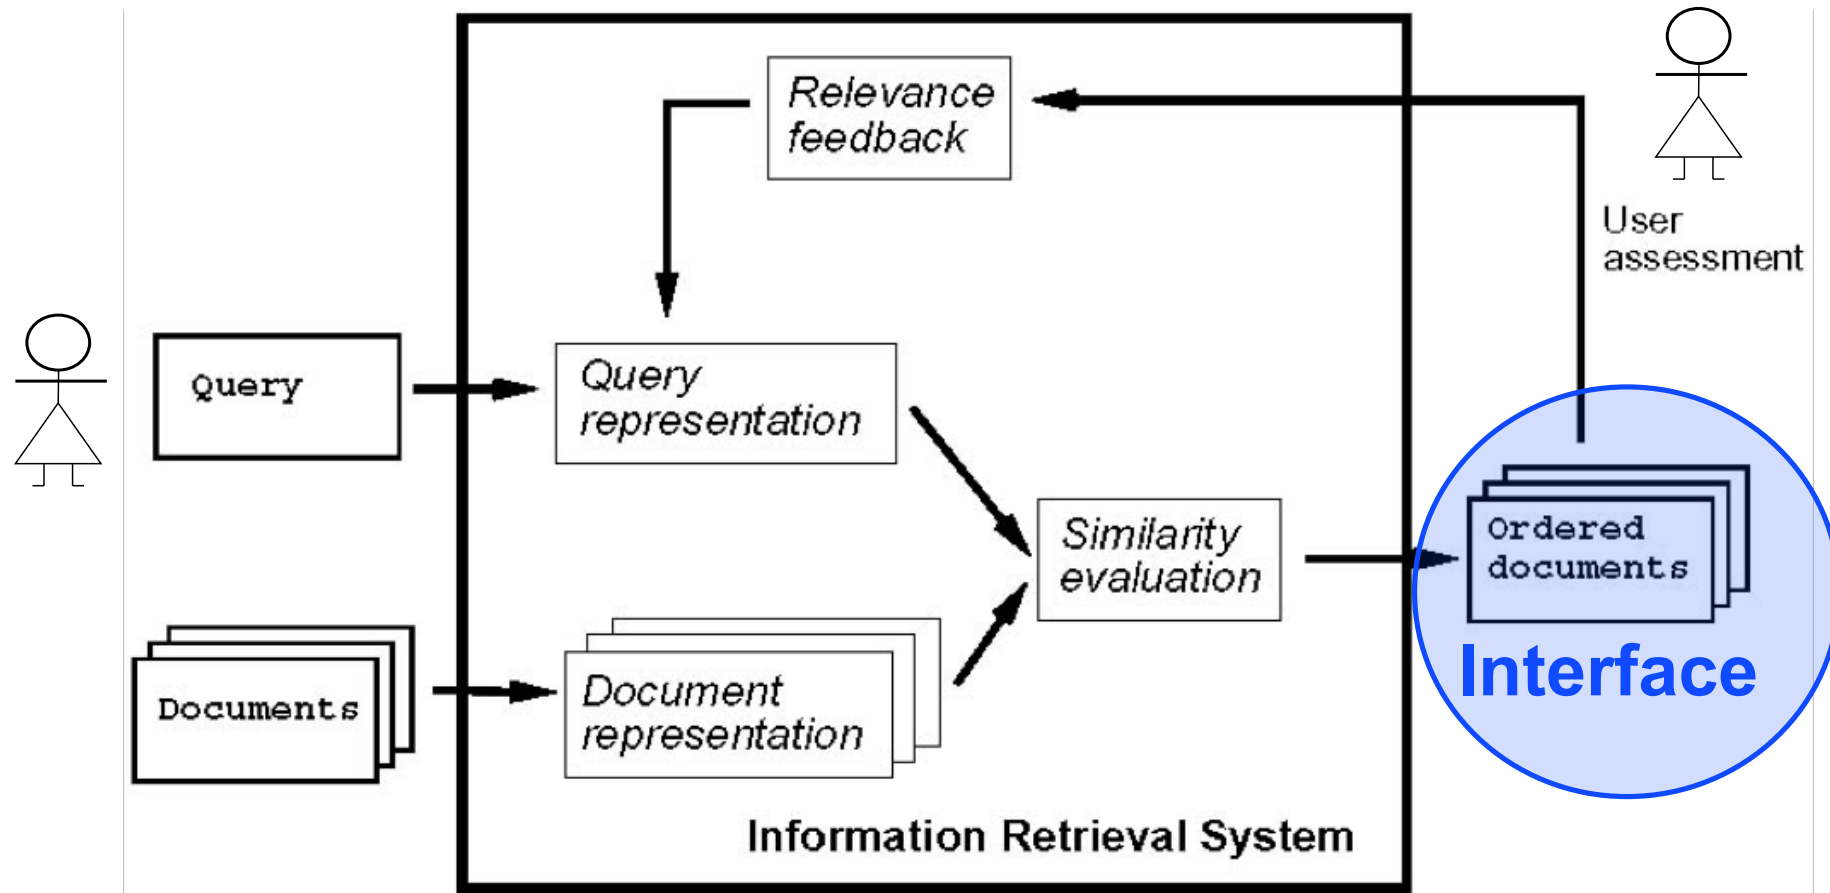 Relevance
feedback
User
assessment
Query
Query
representation
Similarity
evaluation
Ordered
documents
Interface
Documents
Document
representation
Information Retrieval System